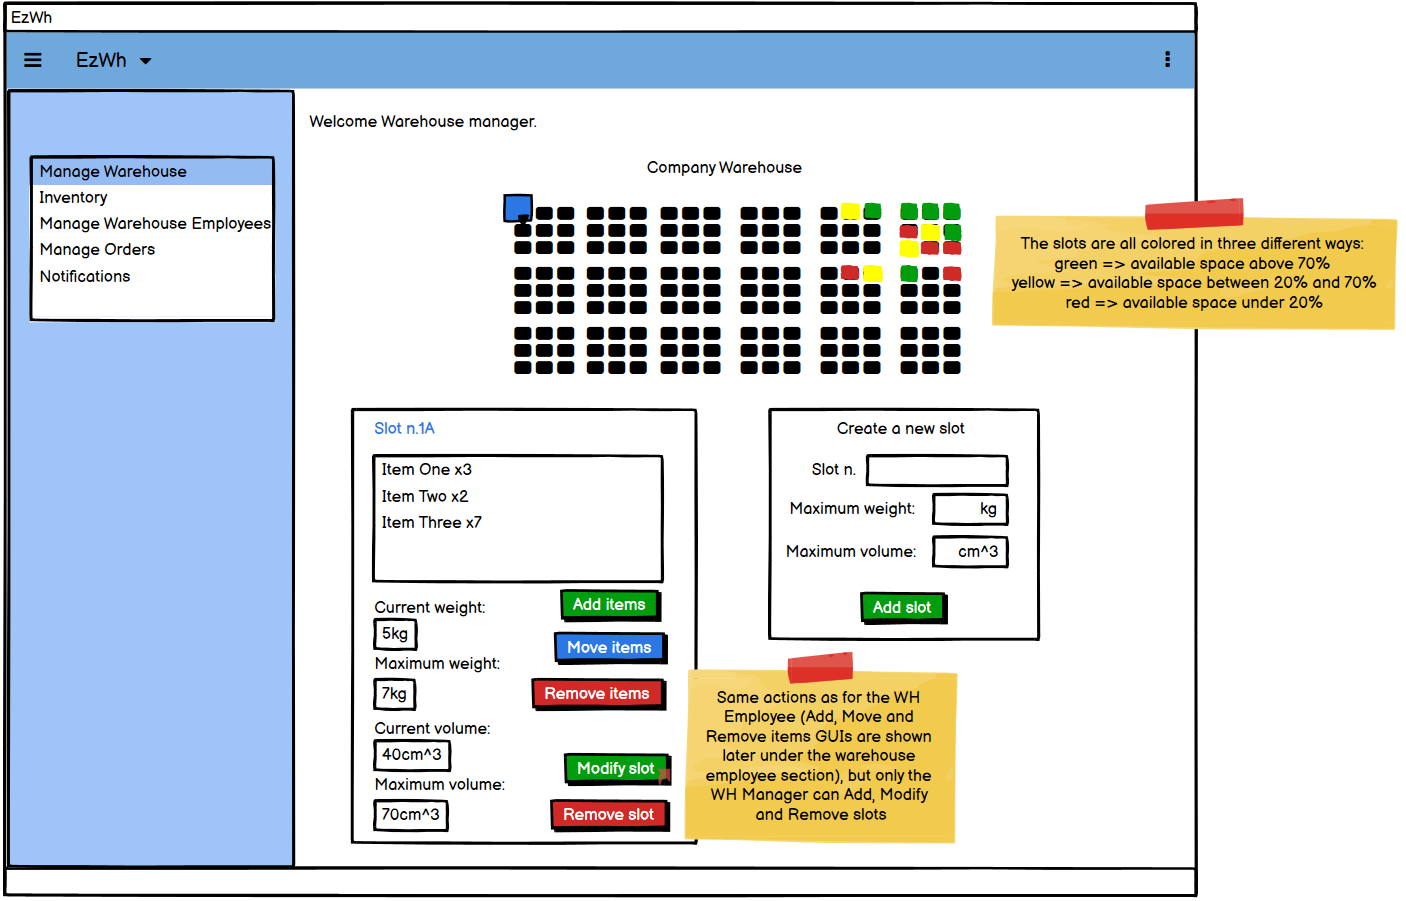 EzWh
EzWh
Welcome Warehouse manager.
Manage Warehouse
Inventory
Manage Warehouse Employees
Manage Orders
Notifications
Company Warehouse
The slots are all colored in three different ways:
green => available space above 70%
yellow => available space between 20% and 70%
red => available space under 20%
Slot n.1A
Item One x3
Item Two x2
Item Three x7
Current weight:
5kg
Maximum weight:
7kg
Current volume:
40cm^3
Maximum volume:
70cm^3
Add items
Move items
Remove items
Modify slot
Remove slot
Create a new slot
Slot n.
Maximum weight: kg
Maximum volume: cm^3
Add slot
Same actions as for the WH
Employee (Add, Move and
Remove items GUIs are shown
later under the warehouse
employee section), but only the
WH Manager can Add, Modify
and Remove slots